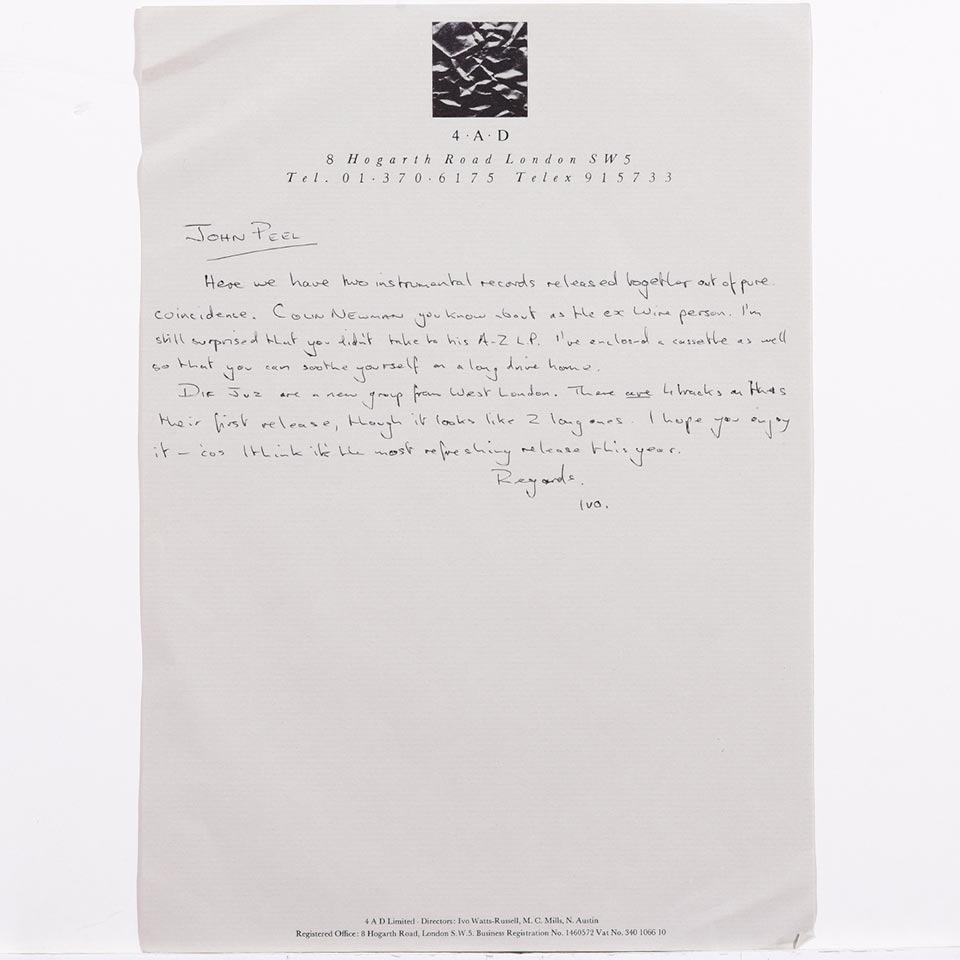 4·A·D
8 Hogarth Road London SW5
Tel. 01·370·6175 Telex 915733
JOHN PEEL
Here we have two instrumental records released together out of pure
coincidence. COLIN NEWMAN you know about as the ex Wire person. I'm
still surprised that you didn't take to his A-Z LP. I've enclosed a cassette as well
so that you can soothe yourself on a long drive home.
DIF JUZ are a new group from West London. There are 4 tracks on this
their first release, though it looks like 2 long ones. I hope you enjoy
it – 'cos I think it's the most refreshing release this year.
Regards.
Ivo.
4 A D Limited · Directors: Ivo Watts-Russell, M. C. Mills, N. Austin
Registered Office: 8 Hogarth Road, London S.W.5. Business Registration No. 1460572 Vat No. 340 1066 10